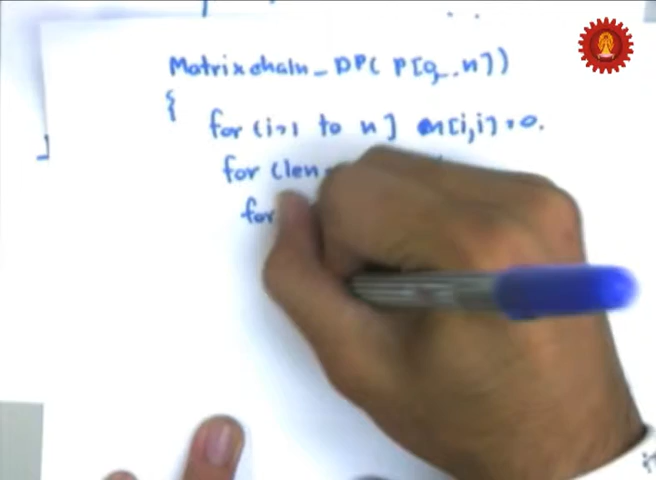 Matrixchain_DP( P[0,..n])
{
for (i=1 to n] m[i,i]=0.
for (len
for